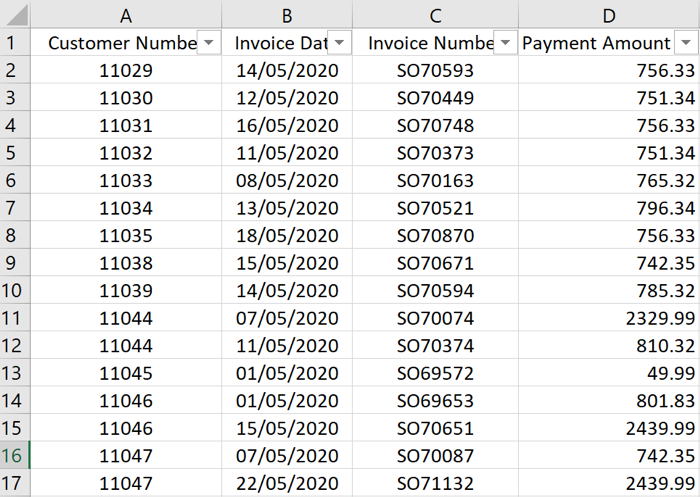 A B C D
1 Customer Numbe Invoice Dat Invoice Numbe Payment Amount
2 11029 14/05/2020 SO70593 756.33
3 11030 12/05/2020 SO70449 751.34
4 11031 16/05/2020 SO70748 756.33
5 11032 11/05/2020 SO70373 751.34
6 11033 08/05/2020 SO70163 765.32
7 11034 13/05/2020 SO70521 796.34
8 11035 18/05/2020 SO70870 756.33
9 11038 15/05/2020 SO70671 742.35
10 11039 14/05/2020 SO70594 785.32
11 11044 07/05/2020 SO70074 2329.99
12 11044 11/05/2020 SO70374 810.32
13 11045 01/05/2020 SO69572 49.99
14 11046 01/05/2020 SO69653 801.83
15 11046 15/05/2020 SO70651 2439.99
16 11047 07/05/2020 SO70087 742.35
17 11047 22/05/2020 SO71132 2439.99